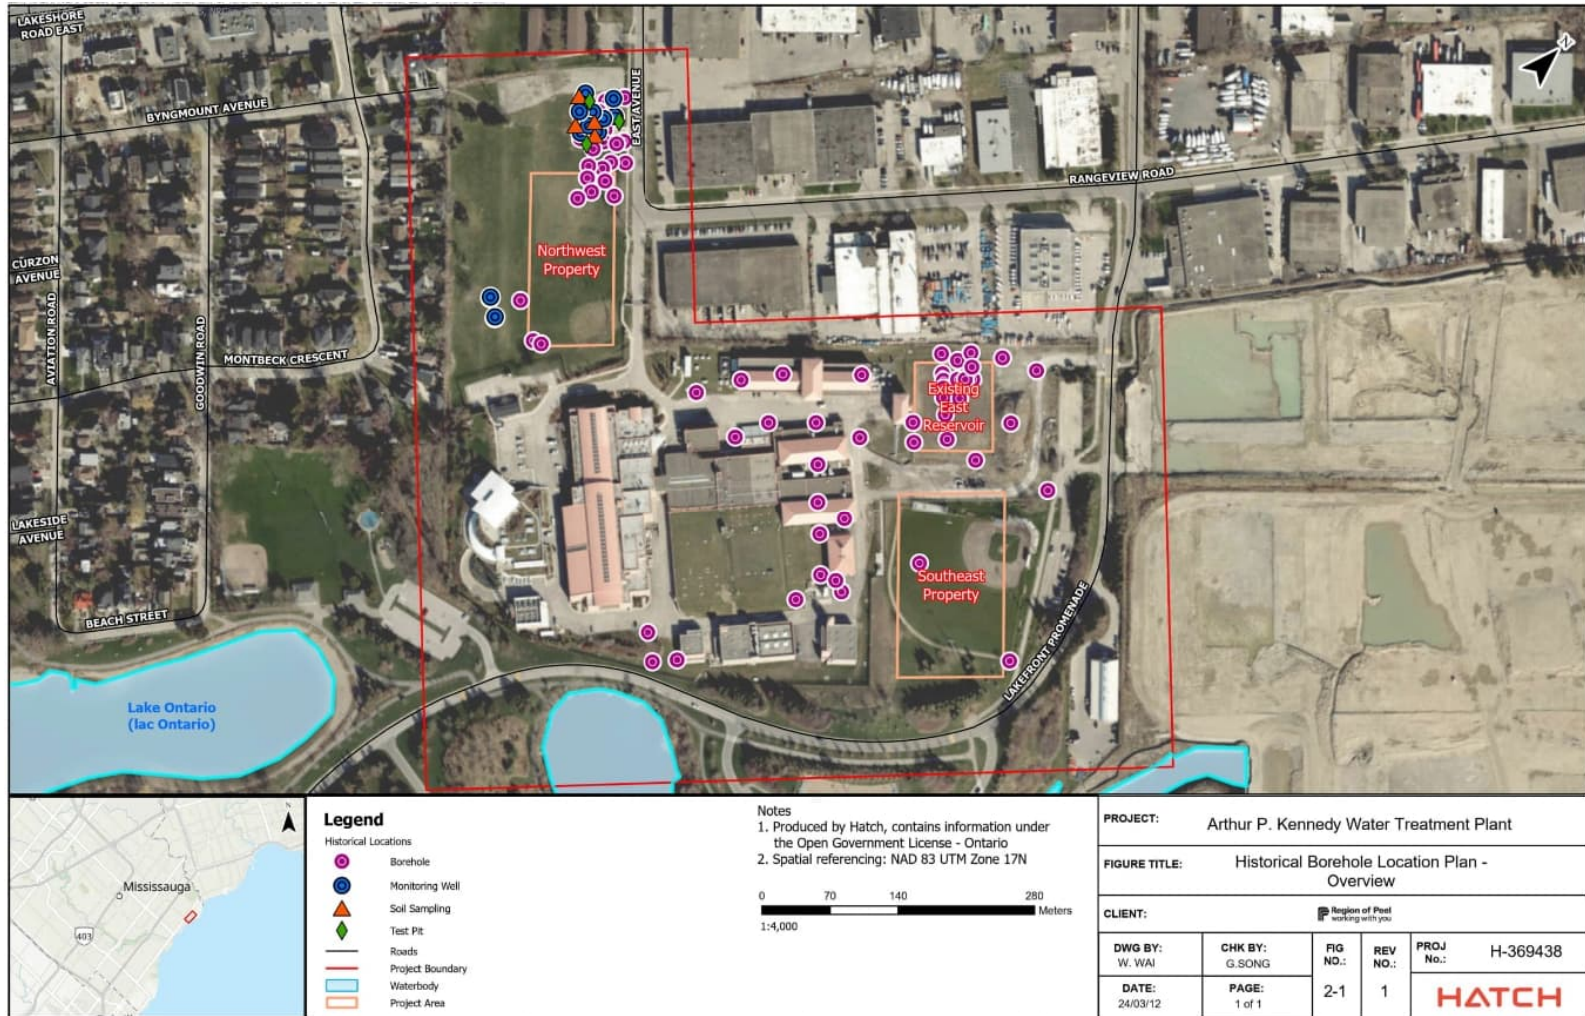 LAKESHORE
ROAD EAST
BYNGMOUNT AVENUE
EAST AVENUE
RANGEVIEW ROAD
CURZON
AVENUE
AVIATION ROAD
GOODWIN ROAD
MONTBECK CRESCENT
LAKESIDE
AVENUE
BEACH STREET
LAKEFRONT PROMENADE
Northwest
Property
Existing
East
Reservoir
Southeast
Property
Lake Ontario
(lac Ontario)
N
N
Mississauga
403
Legend
Historical Locations
Borehole
Monitoring Well
Soil Sampling
Test Pit
Roads
Project Boundary
Waterbody
Project Area
Notes
1. Produced by Hatch, contains information under
the Open Government License - Ontario
2. Spatial referencing: NAD 83 UTM Zone 17N
0 70 140 280
Meters
1:4,000
PROJECT: Arthur P. Kennedy Water Treatment Plant
FIGURE TITLE: Historical Borehole Location Plan -
Overview
CLIENT: Region of Peel
working with you
DWG BY:
W. WAI
CHK BY:
G.SONG
FIG
NO.:
2-1
REV
NO.:
1
PROJ
No.:
H-369438
DATE:
24/03/12
PAGE:
1 of 1
HATCH